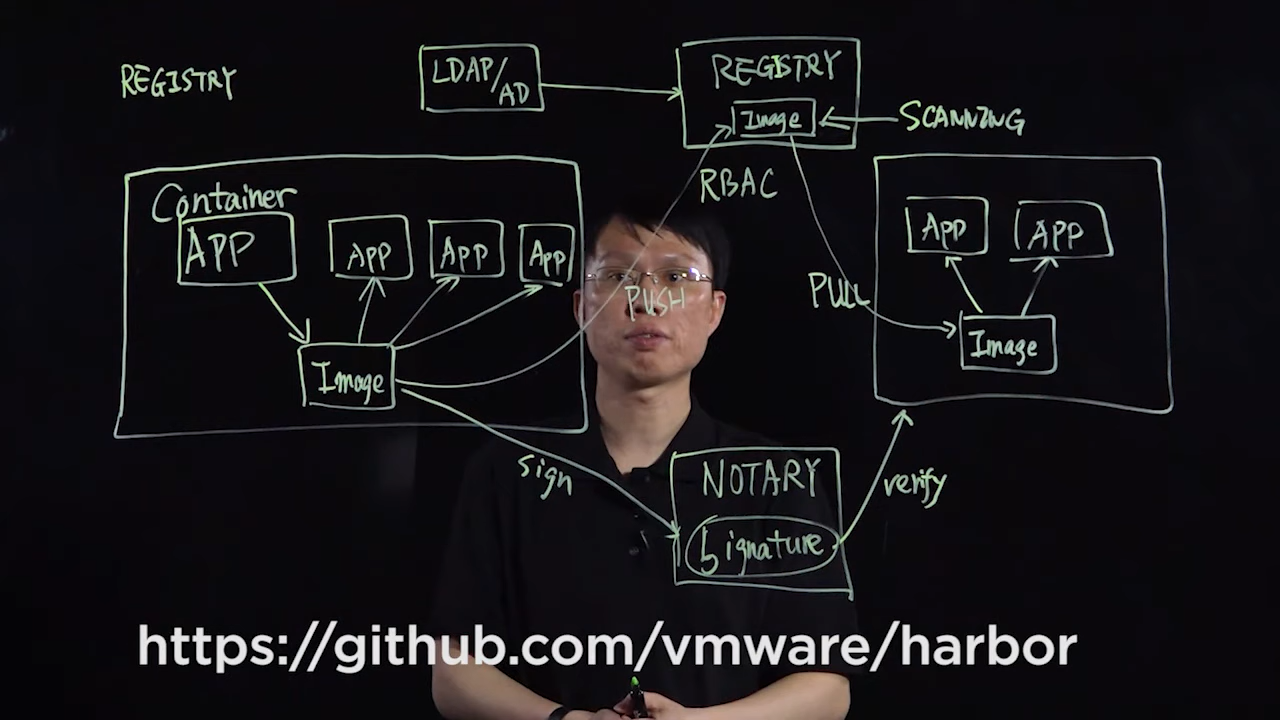 REGISTRY
LDAP/AD
REGISTRY
Image
SCANNING
RBAC
Container
APP
APP
APP
App
PUSH
Image
PULL
App
APP
Image
sign
NOTARY
Signature
verify
https://github.com/vmware/harbor